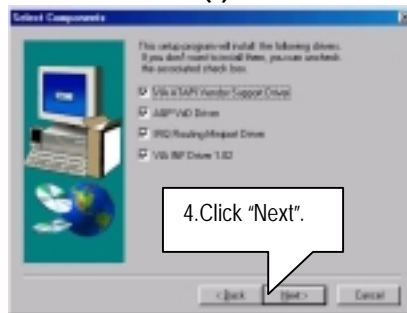 (s)
Select Components
This setup program will install the following drivers.
If you don't want to install them, you can uncheck
the associated check box.
VIA ATAPI Vendor Support Driver
AGP VxD Driver
IRQ Routing Miniport Driver
VIA INF Driver 1.02
4.Click “Next”.
< Back Next > Cancel